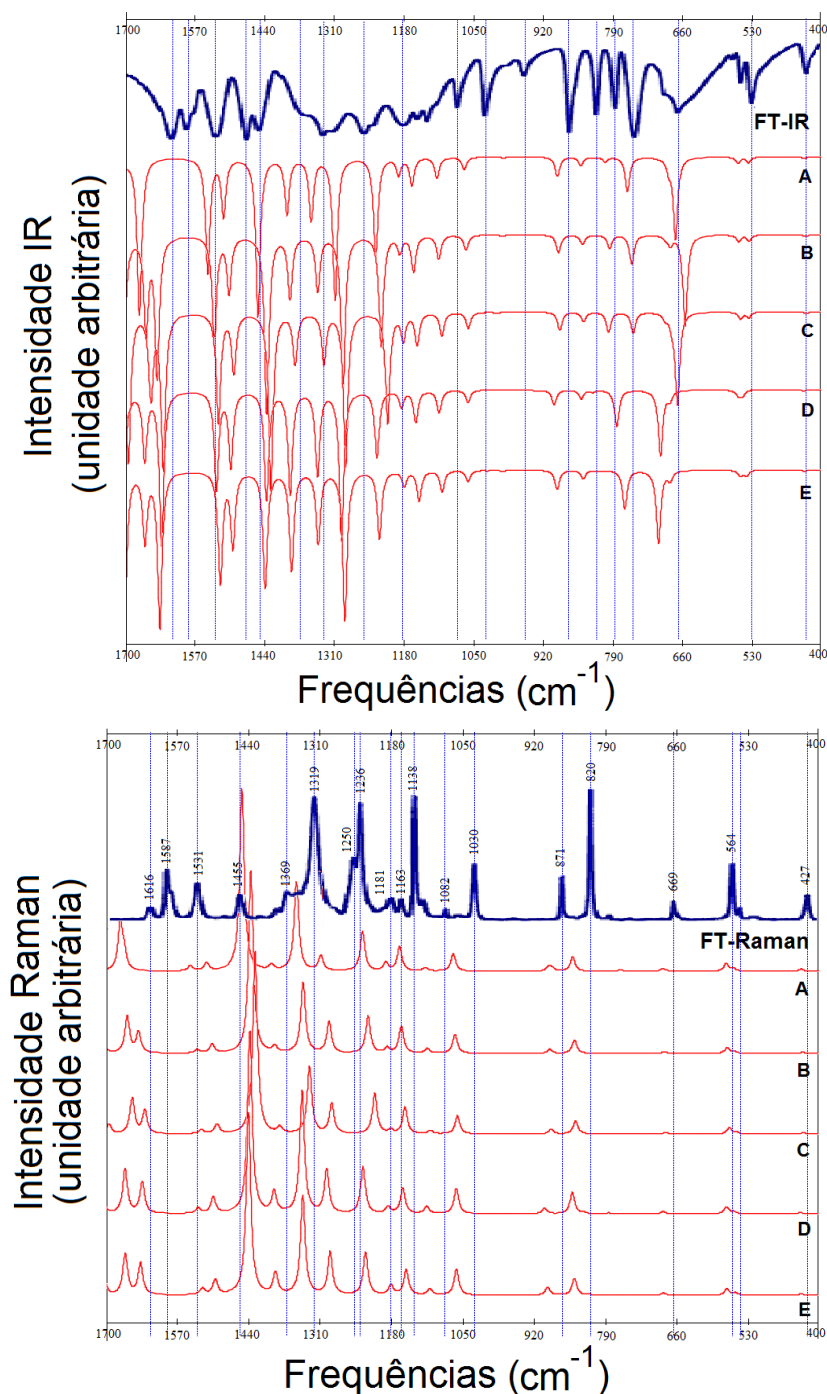 1700 1570 1440 1310 1180 1050 920 790 660 530 400
FT-IR
A
B
C
D
E
Intensidade IR
(unidade arbitrária)
1700 1570 1440 1310 1180 1050 920 790 660 530 400
Frequências (cm-1)
1700 1570 1440 1310 1180 1050 920 790 660 530 400
1616
1587
1531
1455
1369
1319
1250
1236
1181
1163
1138
1082
1030
871
820
669
564
427
FT-Raman
A
B
C
D
E
Intensidade Raman
(unidade arbitrária)
1700 1570 1440 1310 1180 1050 920 790 660 530 400
Frequências (cm-1)